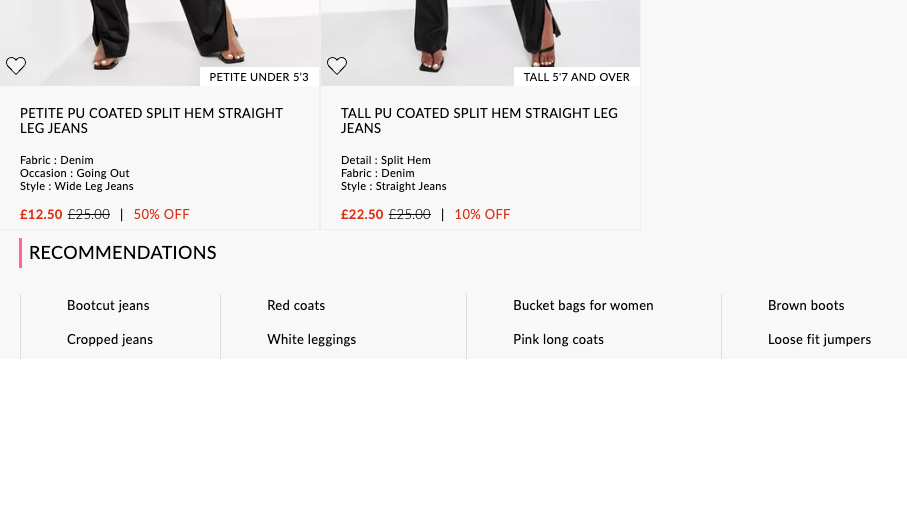 PETITE UNDER 5'3
TALL 5'7 AND OVER
PETITE PU COATED SPLIT HEM STRAIGHT
LEG JEANS
Fabric : Denim
Occasion : Going Out
Style : Wide Leg Jeans
£12.50 £25.00 | 50% OFF
TALL PU COATED SPLIT HEM STRAIGHT LEG
JEANS
Detail : Split Hem
Fabric : Denim
Style : Straight Jeans
£22.50 £25.00 | 10% OFF
RECOMMENDATIONS
Bootcut jeans
Cropped jeans
Red coats
White leggings
Bucket bags for women
Pink long coats
Brown boots
Loose fit jumpers